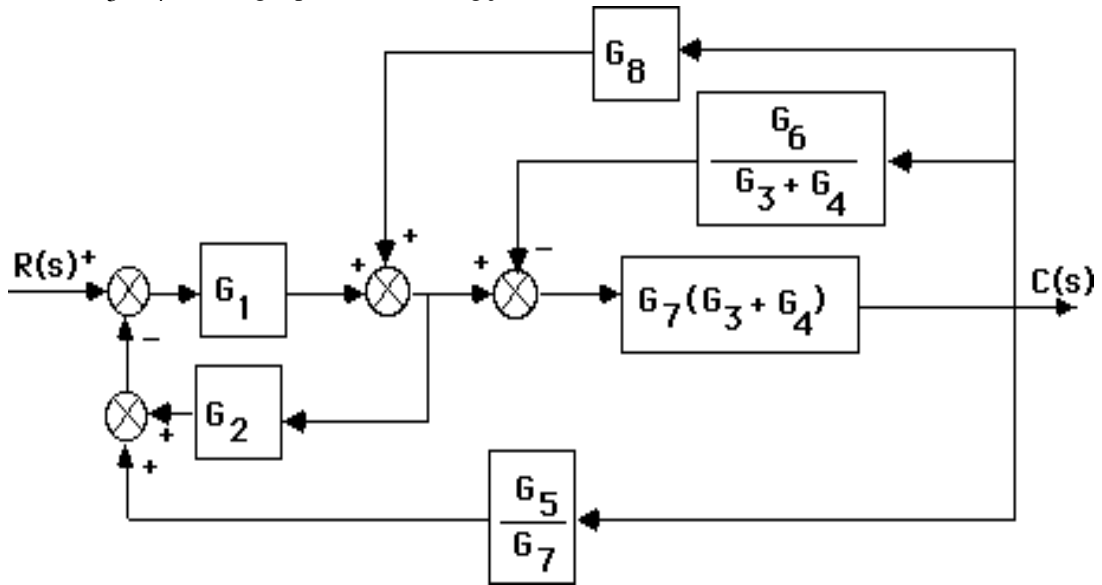 G8
G6
G3 + G4
R(s) +
G1
+
+
+
−
G7(G3 + G4)
C(s)
−
G2
+
+
G5
G7